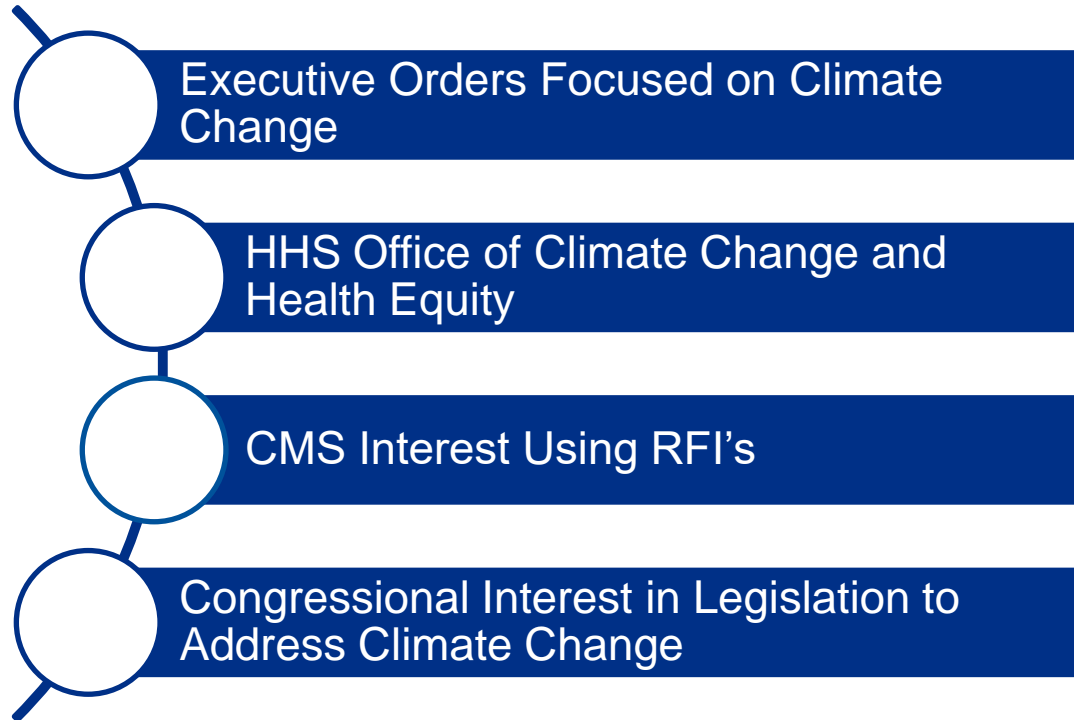 Executive Orders Focused on Climate
Change
HHS Office of Climate Change and
Health Equity
CMS Interest Using RFI’s
Congressional Interest in Legislation to
Address Climate Change